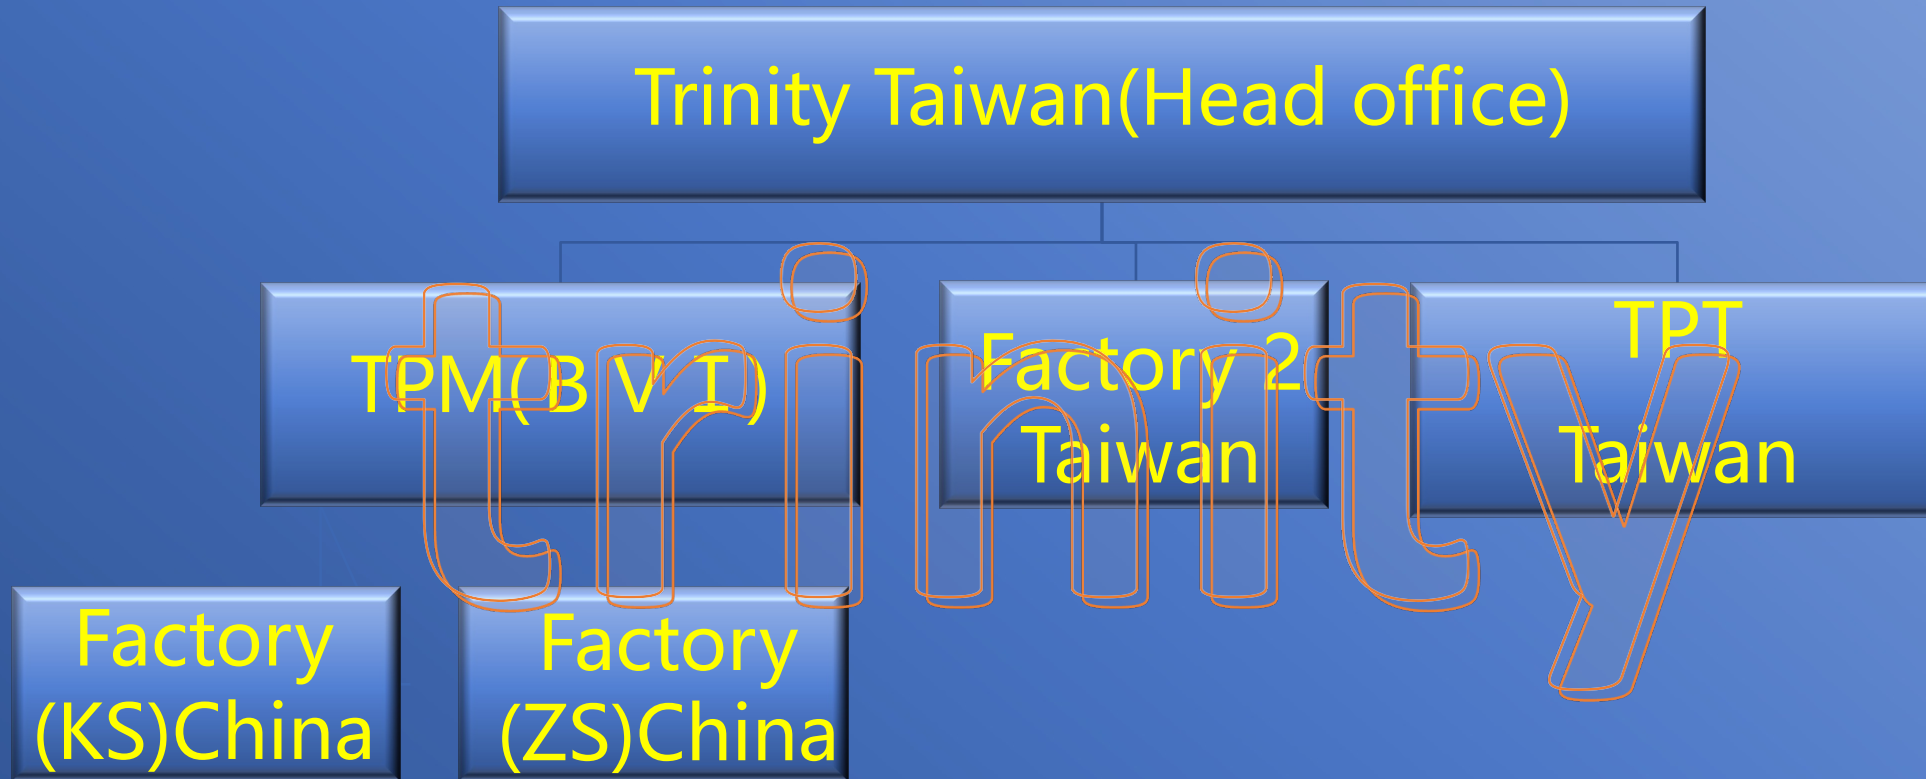 Trinity Taiwan(Head office)
TPM( B V I )
Factory 2
Taiwan
TPT
Taiwan
trinity
Factory
(KS)China
Factory
(ZS)China